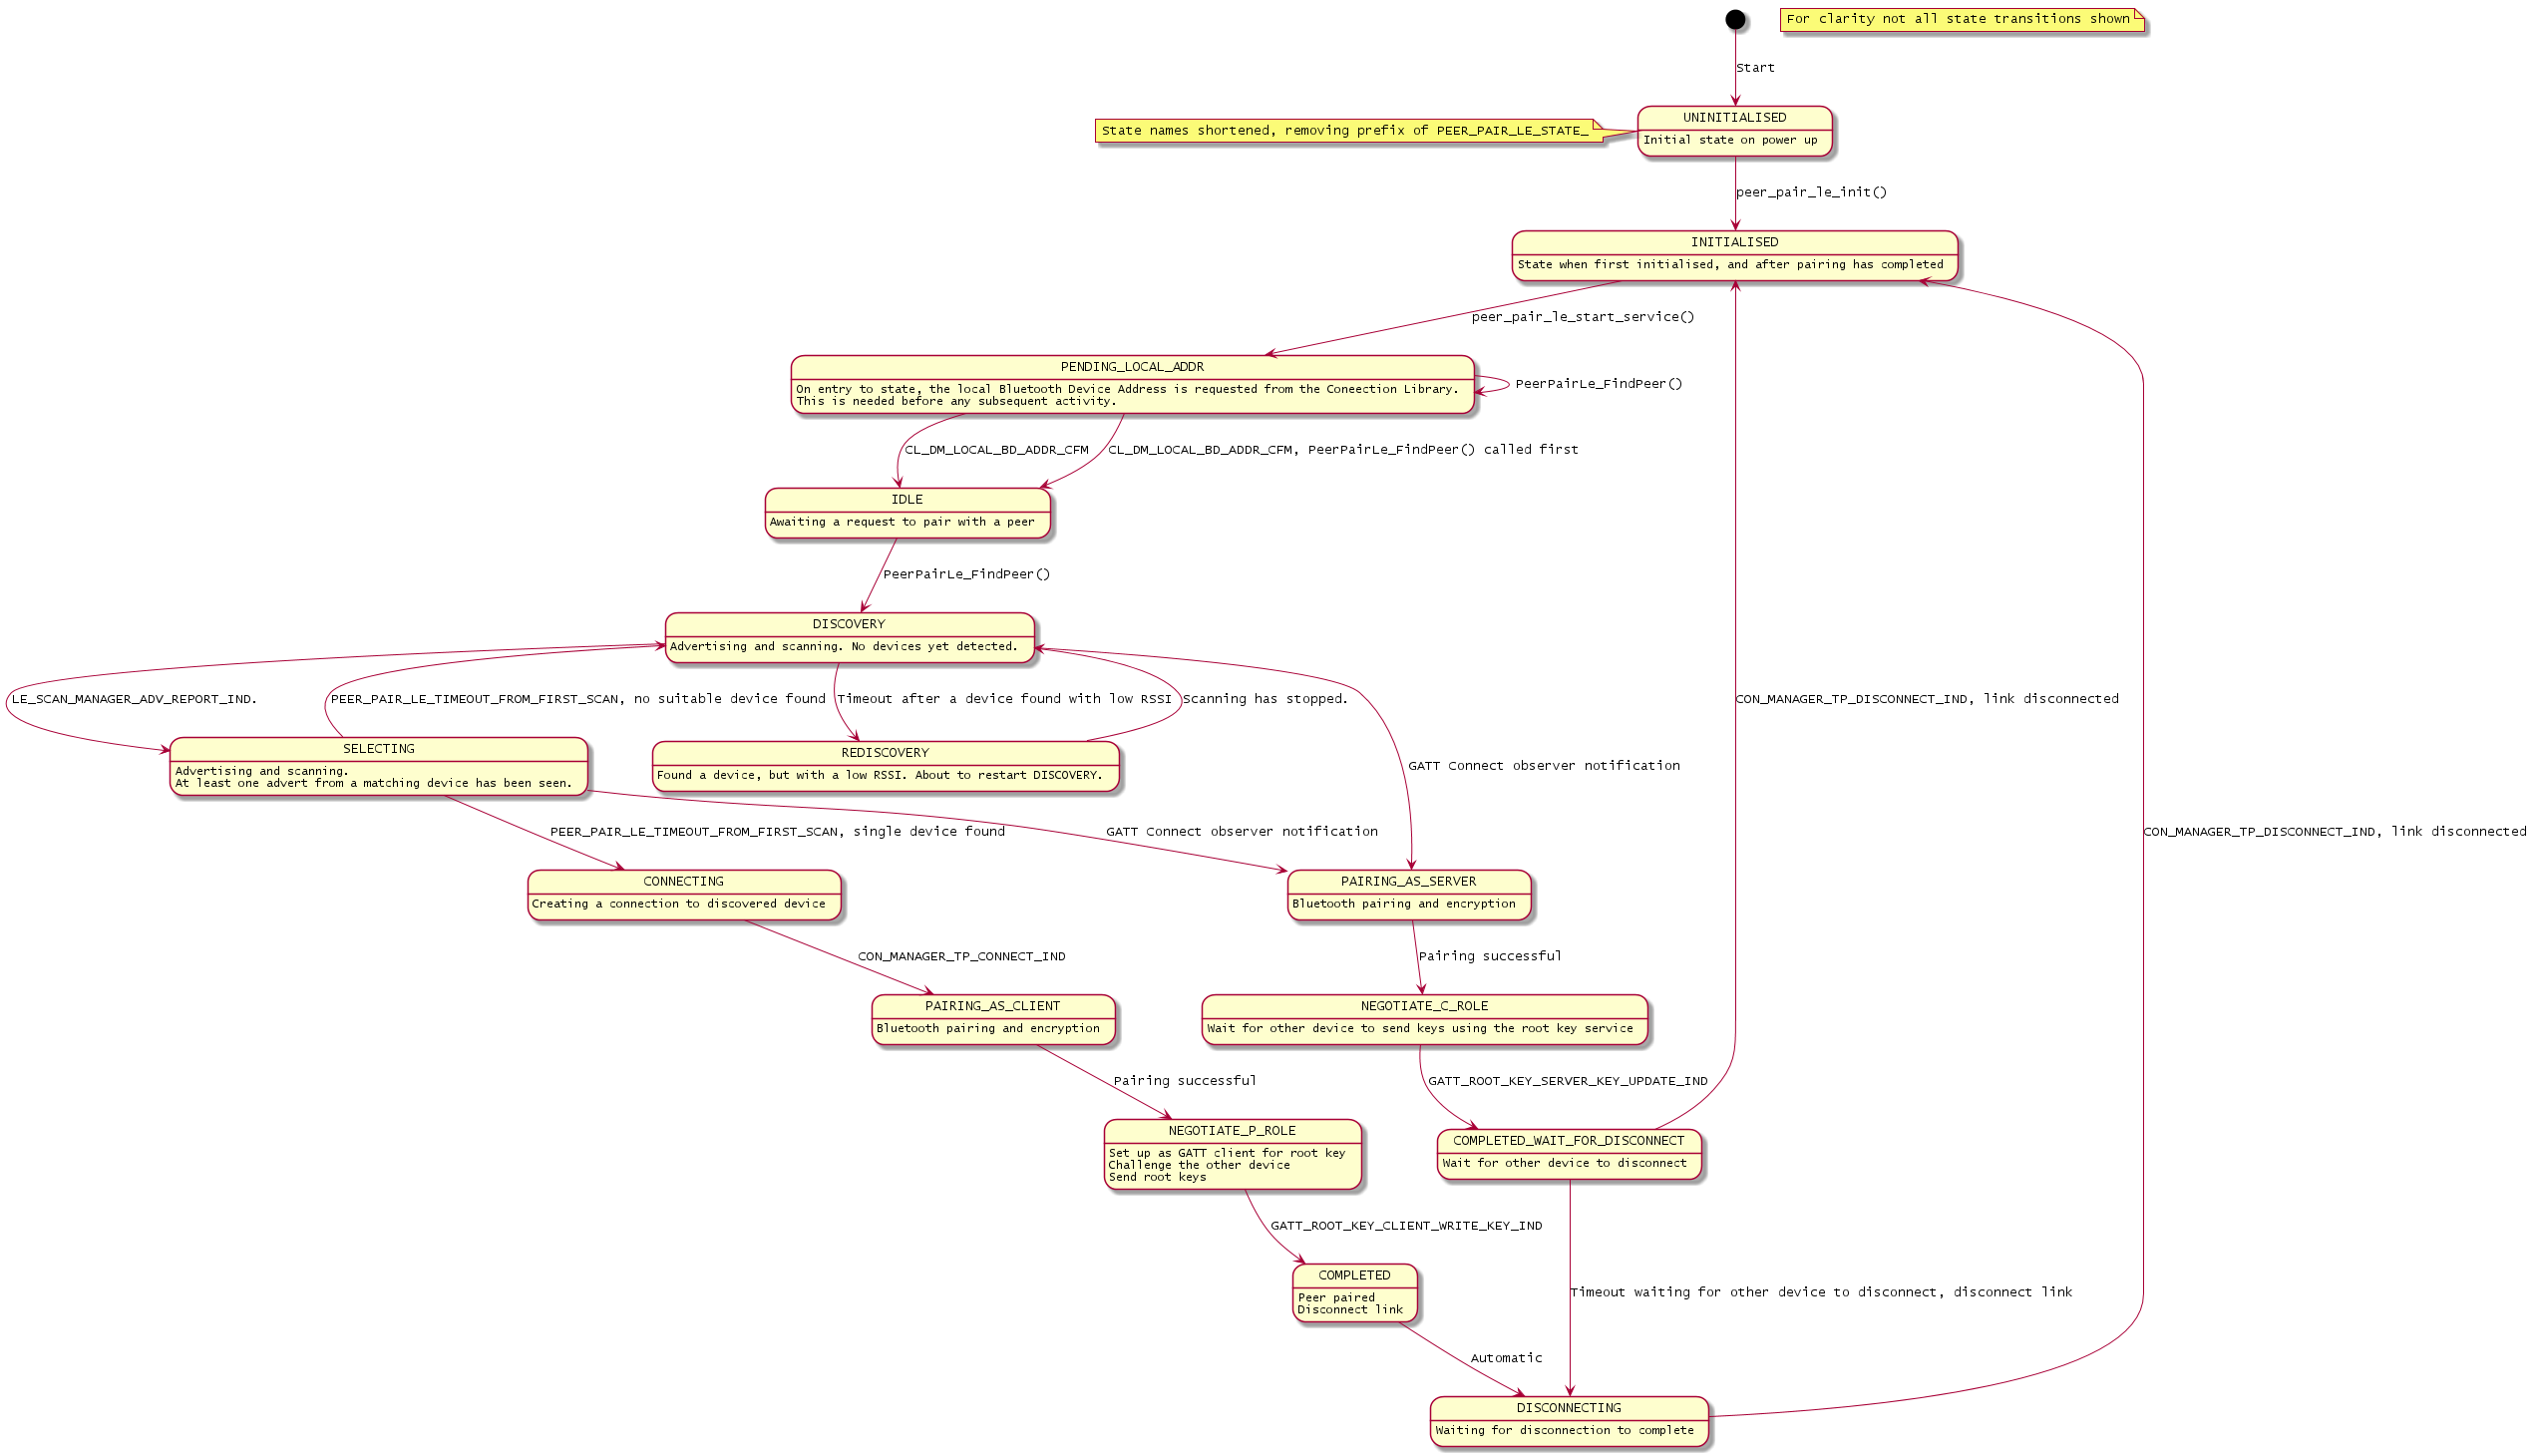 For clarity not all state transitions shown
Start
UNINITIALISED
State names shortened, removing prefix of PEER_PAIR_LE_STATE_
Initial state on power up
peer_pair_le_init()
INITIALISED
State when first initialised, and after pairing has completed
peer_pair_le_start_service()
PENDING_LOCAL_ADDR
On entry to state, the local Bluetooth Device Address is requested from the Coneection Library.
This is needed before any subsequent activity.
PeerPairLe_FindPeer()
CL_DM_LOCAL_BD_ADDR_CFM
CL_DM_LOCAL_BD_ADDR_CFM, PeerPairLe_FindPeer() called first
IDLE
Awaiting a request to pair with a peer
PeerPairLe_FindPeer()
DISCOVERY
Advertising and scanning. No devices yet detected.
LE_SCAN_MANAGER_ADV_REPORT_IND.
PEER_PAIR_LE_TIMEOUT_FROM_FIRST_SCAN, no suitable device found
Timeout after a device found with low RSSI
Scanning has stopped.
CON_MANAGER_TP_DISCONNECT_IND, link disconnected
SELECTING
Advertising and scanning.
At least one advert from a matching device has been seen.
REDISCOVERY
Found a device, but with a low RSSI. About to restart DISCOVERY.
GATT Connect observer notification
PEER_PAIR_LE_TIMEOUT_FROM_FIRST_SCAN, single device found
GATT Connect observer notification
CON_MANAGER_TP_DISCONNECT_IND, link disconnected
CONNECTING
Creating a connection to discovered device
PAIRING_AS_SERVER
Bluetooth pairing and encryption
CON_MANAGER_TP_CONNECT_IND
Pairing successful
PAIRING_AS_CLIENT
Bluetooth pairing and encryption
NEGOTIATE_C_ROLE
Wait for other device to send keys using the root key service
Pairing successful
GATT_ROOT_KEY_SERVER_KEY_UPDATE_IND
NEGOTIATE_P_ROLE
Set up as GATT client for root key
Challenge the other device
Send root keys
COMPLETED_WAIT_FOR_DISCONNECT
Wait for other device to disconnect
GATT_ROOT_KEY_CLIENT_WRITE_KEY_IND
COMPLETED
Peer paired
Disconnect link
Timeout waiting for other device to disconnect, disconnect link
Automatic
DISCONNECTING
Waiting for disconnection to complete